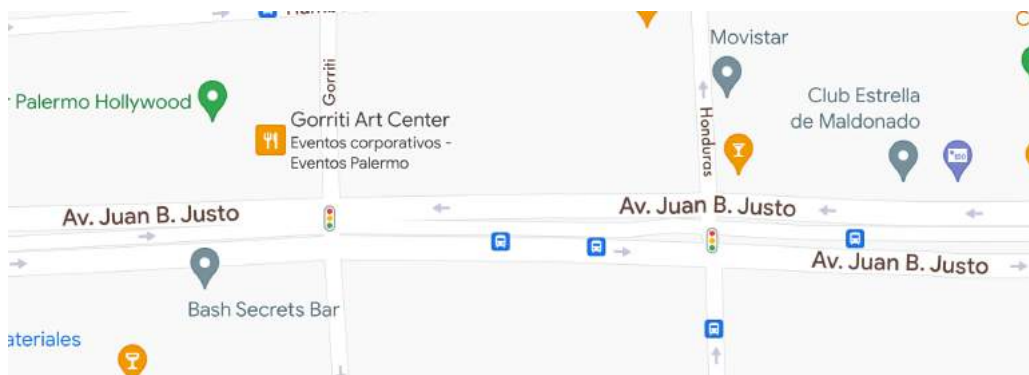 Gorriti
Movistar
Palermo Hollywood
Gorriti Art Center
Eventos corporativos -
Eventos Palermo
Honduras
Club Estrella
de Maldonado
Av. Juan B. Justo
Av. Juan B. Justo
Av. Juan B. Justo
Bash Secrets Bar
ateriales